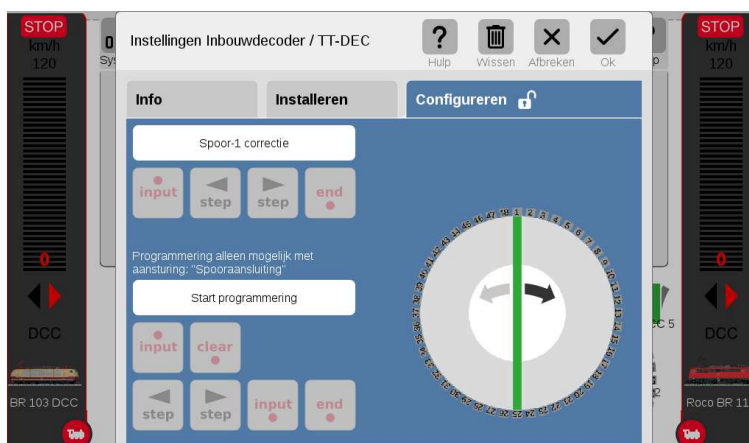 STOP
km/h
120
0
DCC
BR 103 DCC
Instellingen Inbouwdecoder / TT-DEC
Hulp
Wissen
Afbreken
Ok
Info
Installeren
Configureren
Spoor-1 correctie
input
step
step
end
Programmering alleen mogelijk met
aansturing: "Spooraansluiting"
Start programmering
input
clear
step
step
input
end
STOP
km/h
120
0
DCC
Roco BR 11